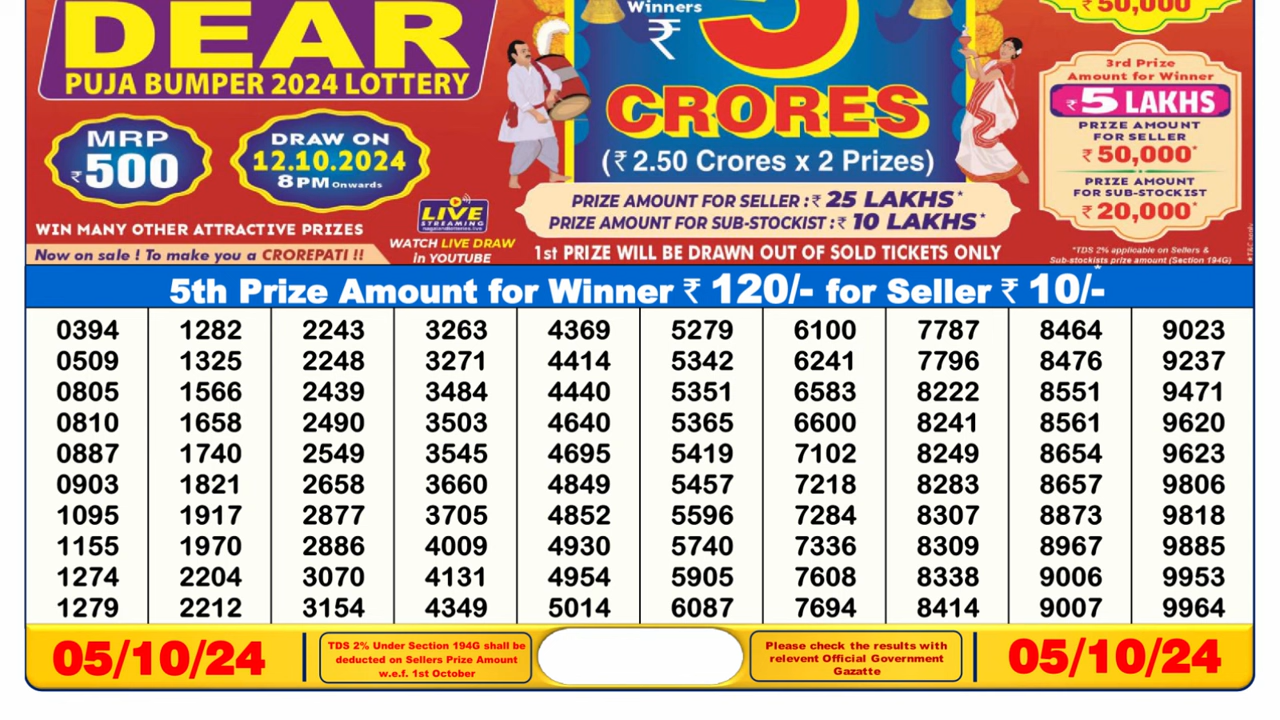 DEAR
PUJA BUMPER 2024 LOTTERY
MRP
₹500
DRAW ON
12.10.2024
8PM Onwards
WIN MANY OTHER ATTRACTIVE PRIZES
Now on sale ! To make you a CROREPATI !!
LIVE
STREAMING
WATCH LIVE DRAW
in YOUTUBE
Winners
₹ 5
CRORES
(₹ 2.50 Crores x 2 Prizes)
PRIZE AMOUNT FOR SELLER :₹ 25 LAKHS*
PRIZE AMOUNT FOR SUB-STOCKIST :₹ 10 LAKHS*
1st PRIZE WILL BE DRAWN OUT OF SOLD TICKETS ONLY
₹ 50,000
3rd Prize
Amount for Winner
₹ 5 LAKHS
PRIZE AMOUNT
FOR SELLER
₹ 50,000*
PRIZE AMOUNT
FOR SUB-STOCKIST
₹ 20,000*
*TDS 2% applicable on Sellers &
Sub-stockists prize amount (Section 194G)
5th Prize Amount for Winner ₹ 120/- for Seller ₹ 10/-*
0394 1282 2243 3263 4369 5279 6100 7787 8464 9023
0509 1325 2248 3271 4414 5342 6241 7796 8476 9237
0805 1566 2439 3484 4440 5351 6583 8222 8551 9471
0810 1658 2490 3503 4640 5365 6600 8241 8561 9620
0887 1740 2549 3545 4695 5419 7102 8249 8654 9623
0903 1821 2658 3660 4849 5457 7218 8283 8657 9806
1095 1917 2877 3705 4852 5596 7284 8307 8873 9818
1155 1970 2886 4009 4930 5740 7336 8309 8967 9885
1274 2204 3070 4131 4954 5905 7608 8338 9006 9953
1279 2212 3154 4349 5014 6087 7694 8414 9007 9964
05/10/24
TDS 2% Under Section 194G shall be
deducted on Sellers Prize Amount
w.e.f. 1st October
Please check the results with
relevent Official Government
Gazatte
05/10/24